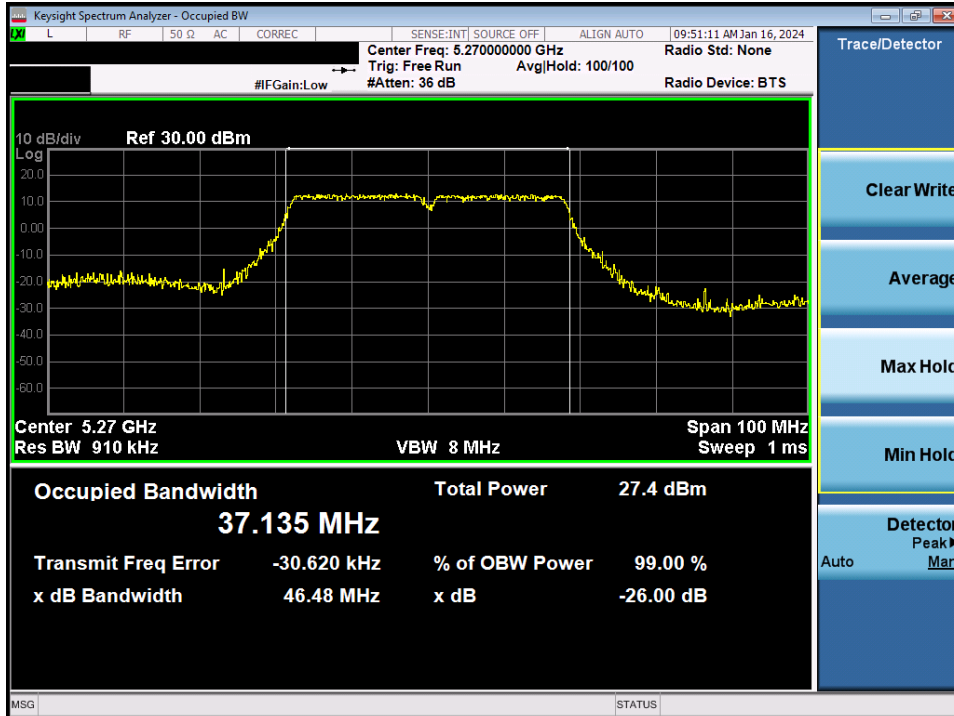 Keysight Spectrum Analyzer - Occupied BW
LXI L RF 50 Ω AC CORREC SENSE:INT SOURCE OFF ALIGN AUTO 09:51:11 AM Jan 16, 2024
Center Freq: 5.270000000 GHz Radio Std: None
Trig: Free Run Avg|Hold: 100/100
#IFGain:Low #Atten: 36 dB Radio Device: BTS
Trace/Detector
10 dB/div Ref 30.00 dBm
Log
20.0
10.0
0.00
-10.0
-20.0
-30.0
-40.0
-50.0
-60.0
Center 5.27 GHz Span 100 MHz
Res BW 910 kHz VBW 8 MHz Sweep 1 ms
Occupied Bandwidth Total Power 27.4 dBm
37.135 MHz
Transmit Freq Error -30.620 kHz % of OBW Power 99.00 %
x dB Bandwidth 46.48 MHz x dB -26.00 dB
Clear Write
Average
Max Hold
Min Hold
Detector
Peak
Auto Man
MSG STATUS